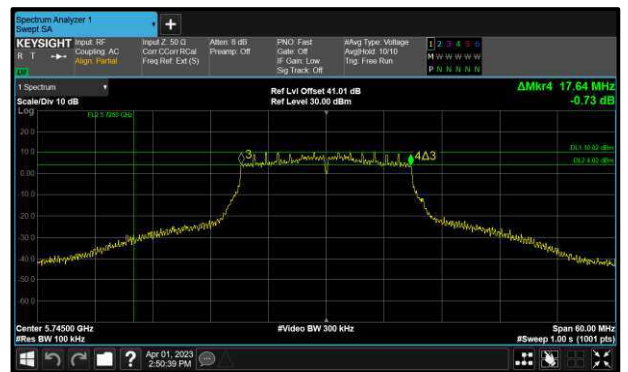 Spectrum Analyzer 1
Swept SA
+
KEYSIGHT
R T
Input: RF
Coupling: AC
Align: Partial
Input Z: 50 Ω
Corr CCorr RCal
Freq Ref: Ext (S)
Atten: 6 dB
Preamp: Off
PNO: Fast
Gate: Off
IF Gain: Low
Sig Track: Off
#Avg Type: Voltage
Avg|Hold: 10/10
Trig: Free Run
1 2 3 4 5 6
M W W W W W
P N N N N N
1 Spectrum
Scale/Div 10 dB
Ref Lvl Offset 41.01 dB
Ref Level 30.00 dBm
ΔMkr4 17.64 MHz
-0.73 dB
Log
FL2 5.7250 GHz
20.0
DL1 10.02 dBm
10.0
3
4Δ3
DL2 4.02 dBm
0.00
-10.0
-20.0
-30.0
-40.0
-50.0
-60.0
Center 5.74500 GHz
#Video BW 300 kHz
Span 60.00 MHz
#Res BW 100 kHz
#Sweep 1.00 s (1001 pts)
?
Apr 01, 2023
2:50:39 PM